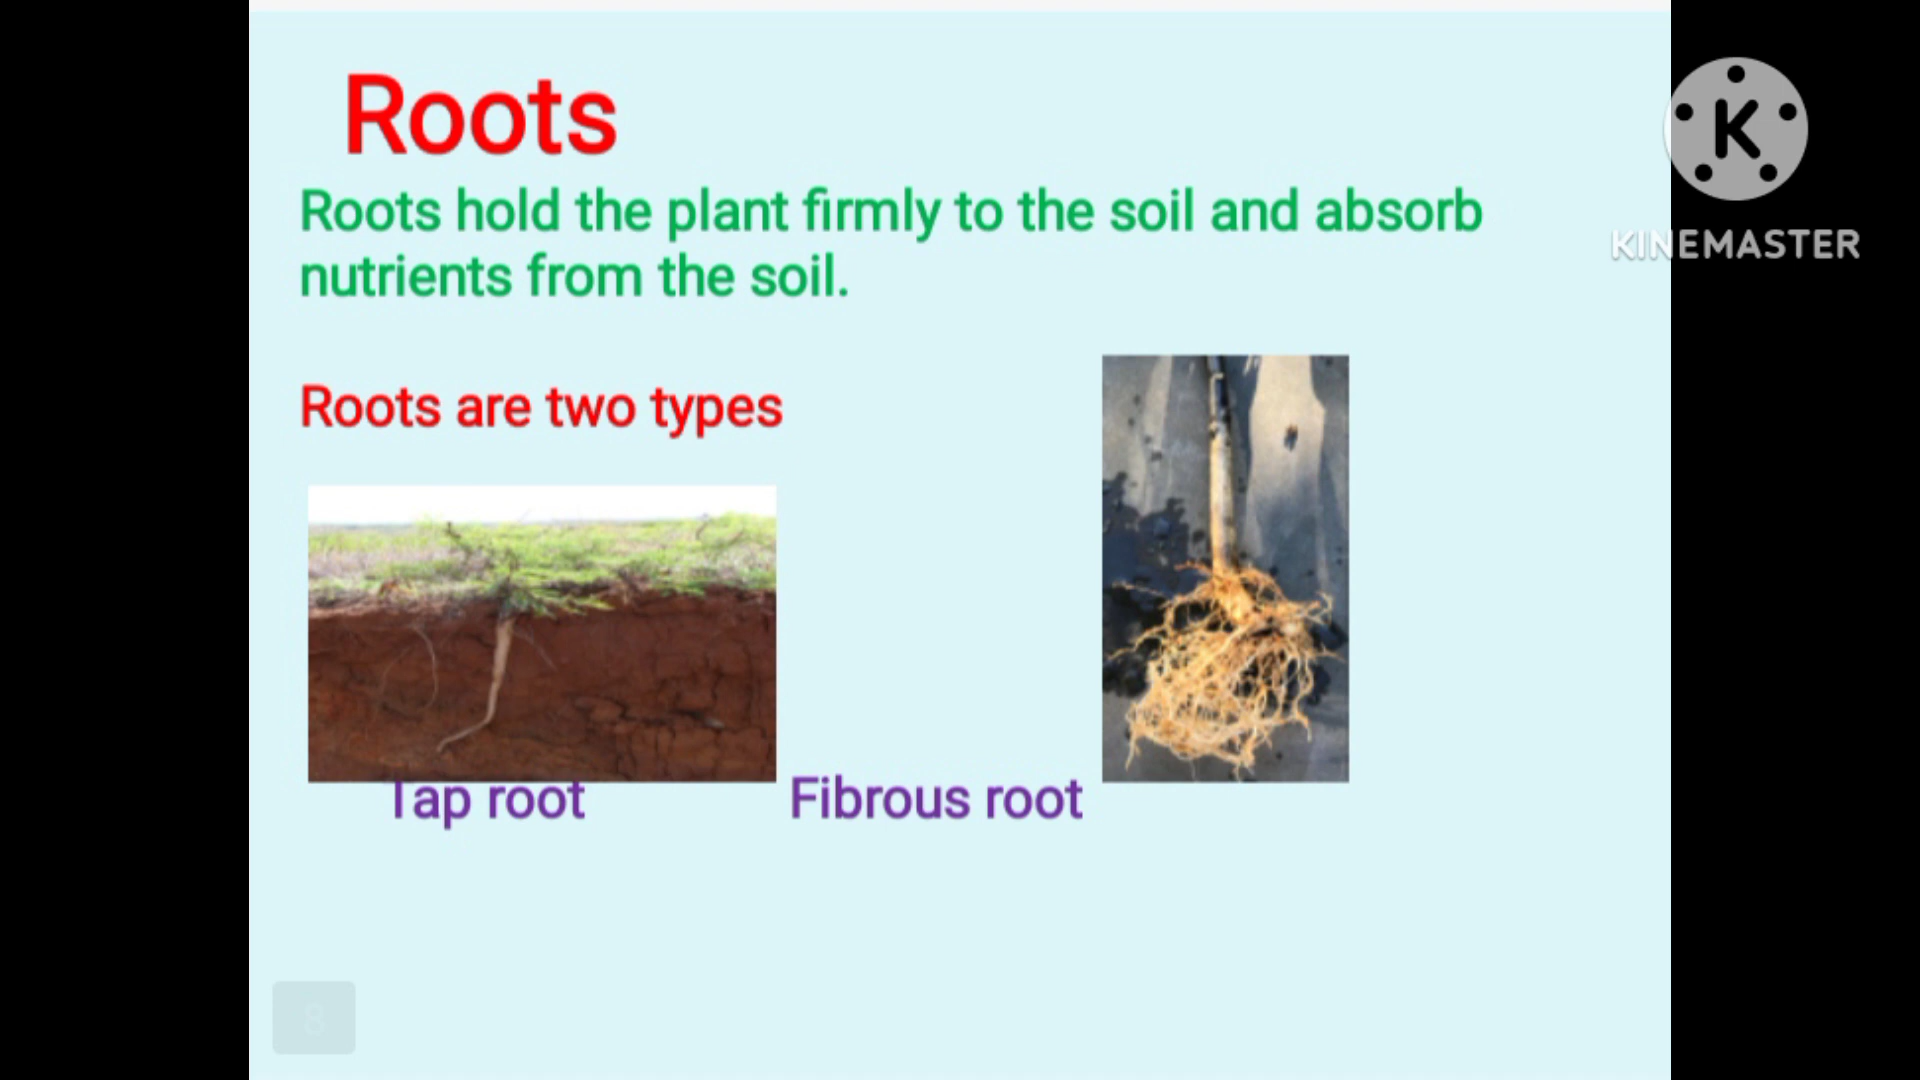 Roots
Roots hold the plant firmly to the soil and absorb
nutrients from the soil.
Roots are two types
Tap root
Fibrous root
8
K
KINEMASTER